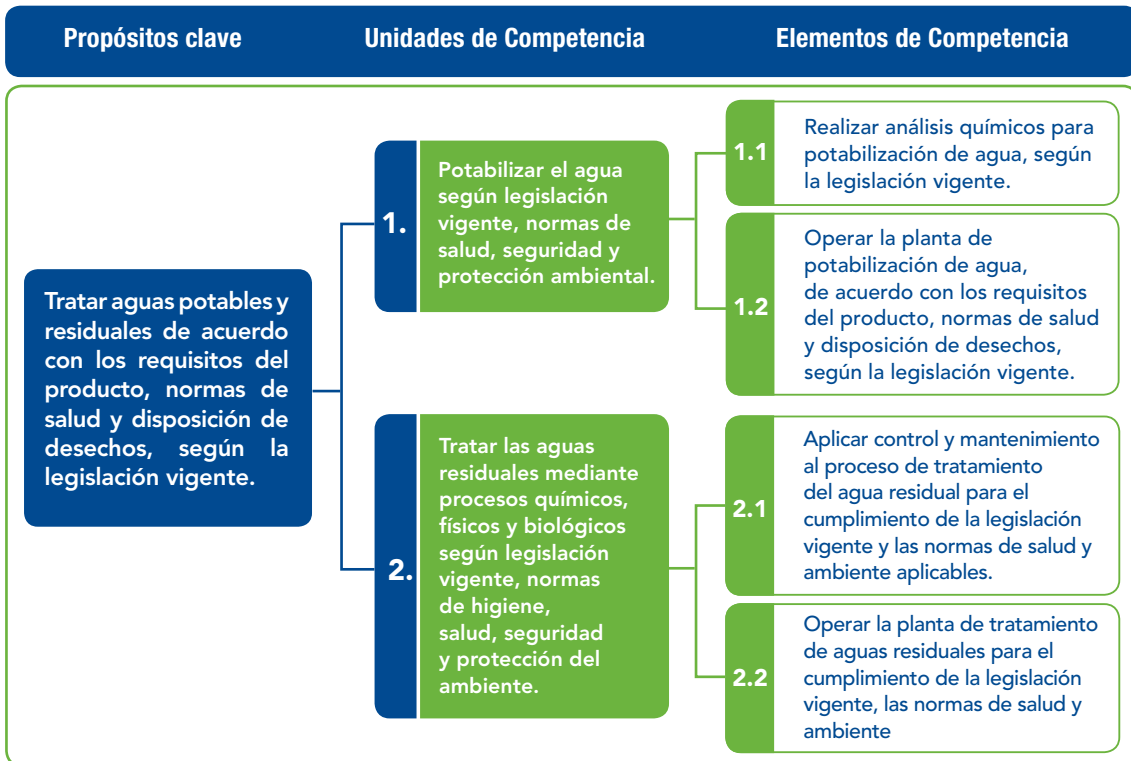 Propósitos clave
Unidades de Competencia
Elementos de Competencia
Tratar aguas potables y
residuales de acuerdo
con los requisitos del
producto, normas de
salud y disposición de
desechos, según la
legislación vigente.
1.
Potabilizar el agua
según legislación
vigente, normas de
salud, seguridad y
protección ambiental.
1.1
Realizar análisis químicos para
potabilización de agua, según
la legislación vigente.
1.2
Operar la planta de
potabilización de agua,
de acuerdo con los requisitos
del producto, normas de salud
y disposición de desechos,
según la legislación vigente.
2.
Tratar las aguas
residuales mediante
procesos químicos,
físicos y biológicos
según legislación
vigente, normas
de higiene,
salud, seguridad
y protección del
ambiente.
2.1
Aplicar control y mantenimiento
al proceso de tratamiento
del agua residual para el
cumplimiento de la legislación
vigente y las normas de salud y
ambiente aplicables.
2.2
Operar la planta de tratamiento
de aguas residuales para el
cumplimiento de la legislación
vigente, las normas de salud y
ambiente